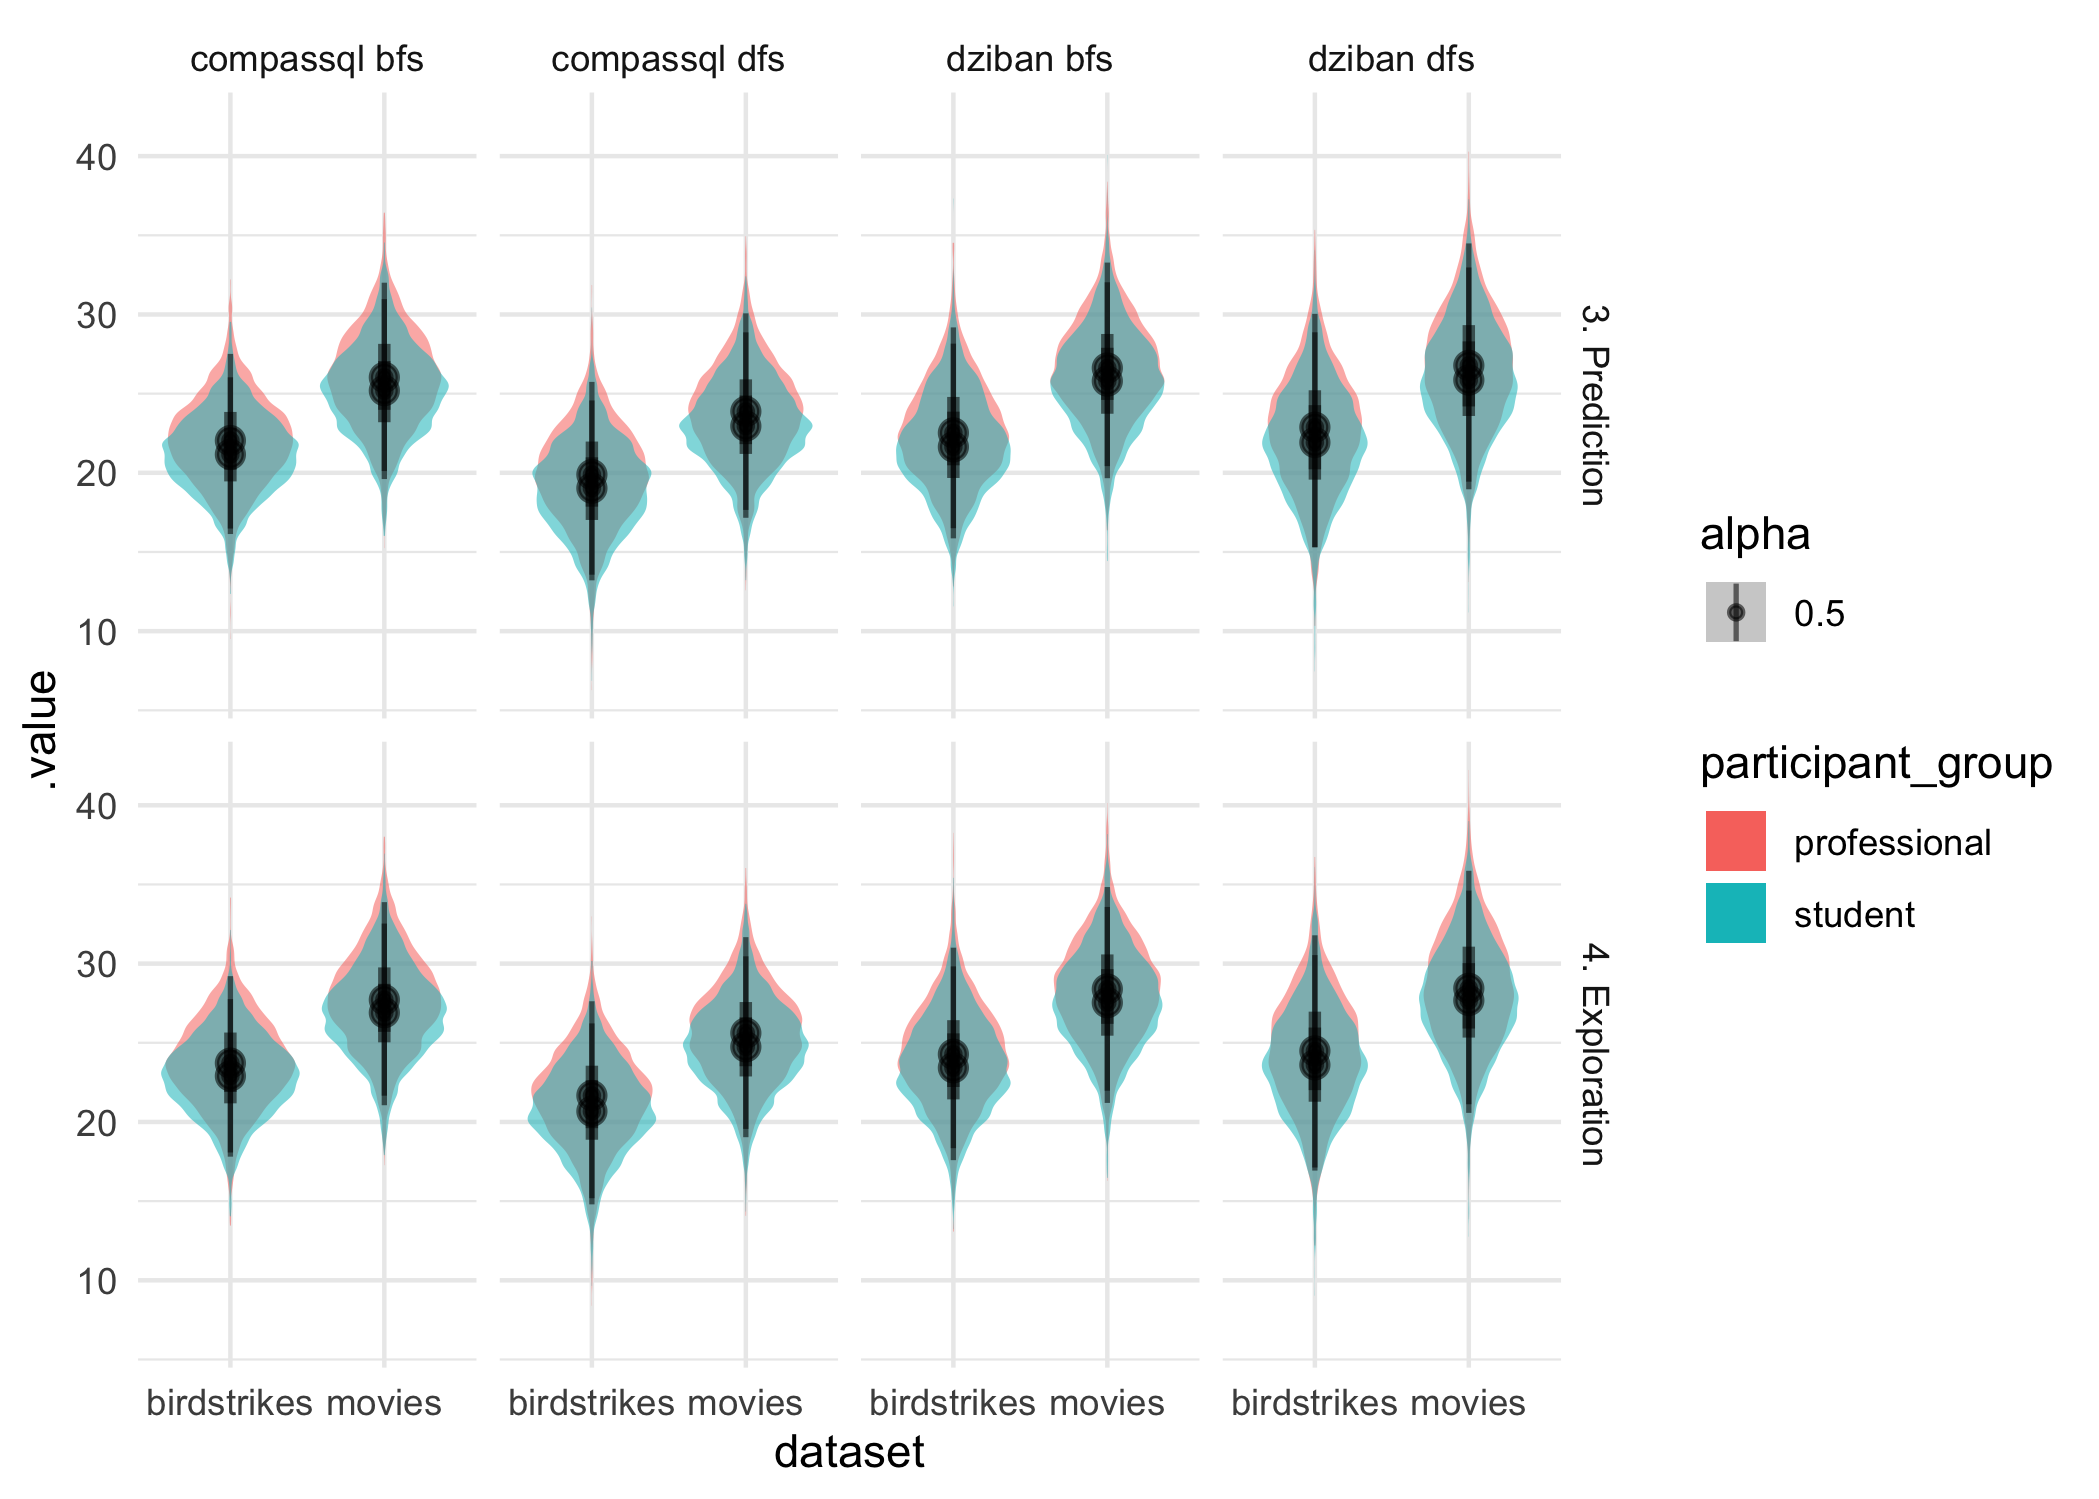 compassql bfs
compassql dfs
dziban bfs
dziban dfs
40
30
20
10
3. Prediction
.value
40
30
20
10
4. Exploration
birdstrikes movies
birdstrikes movies
birdstrikes movies
birdstrikes movies
dataset
alpha
0.5
participant_group
professional
student